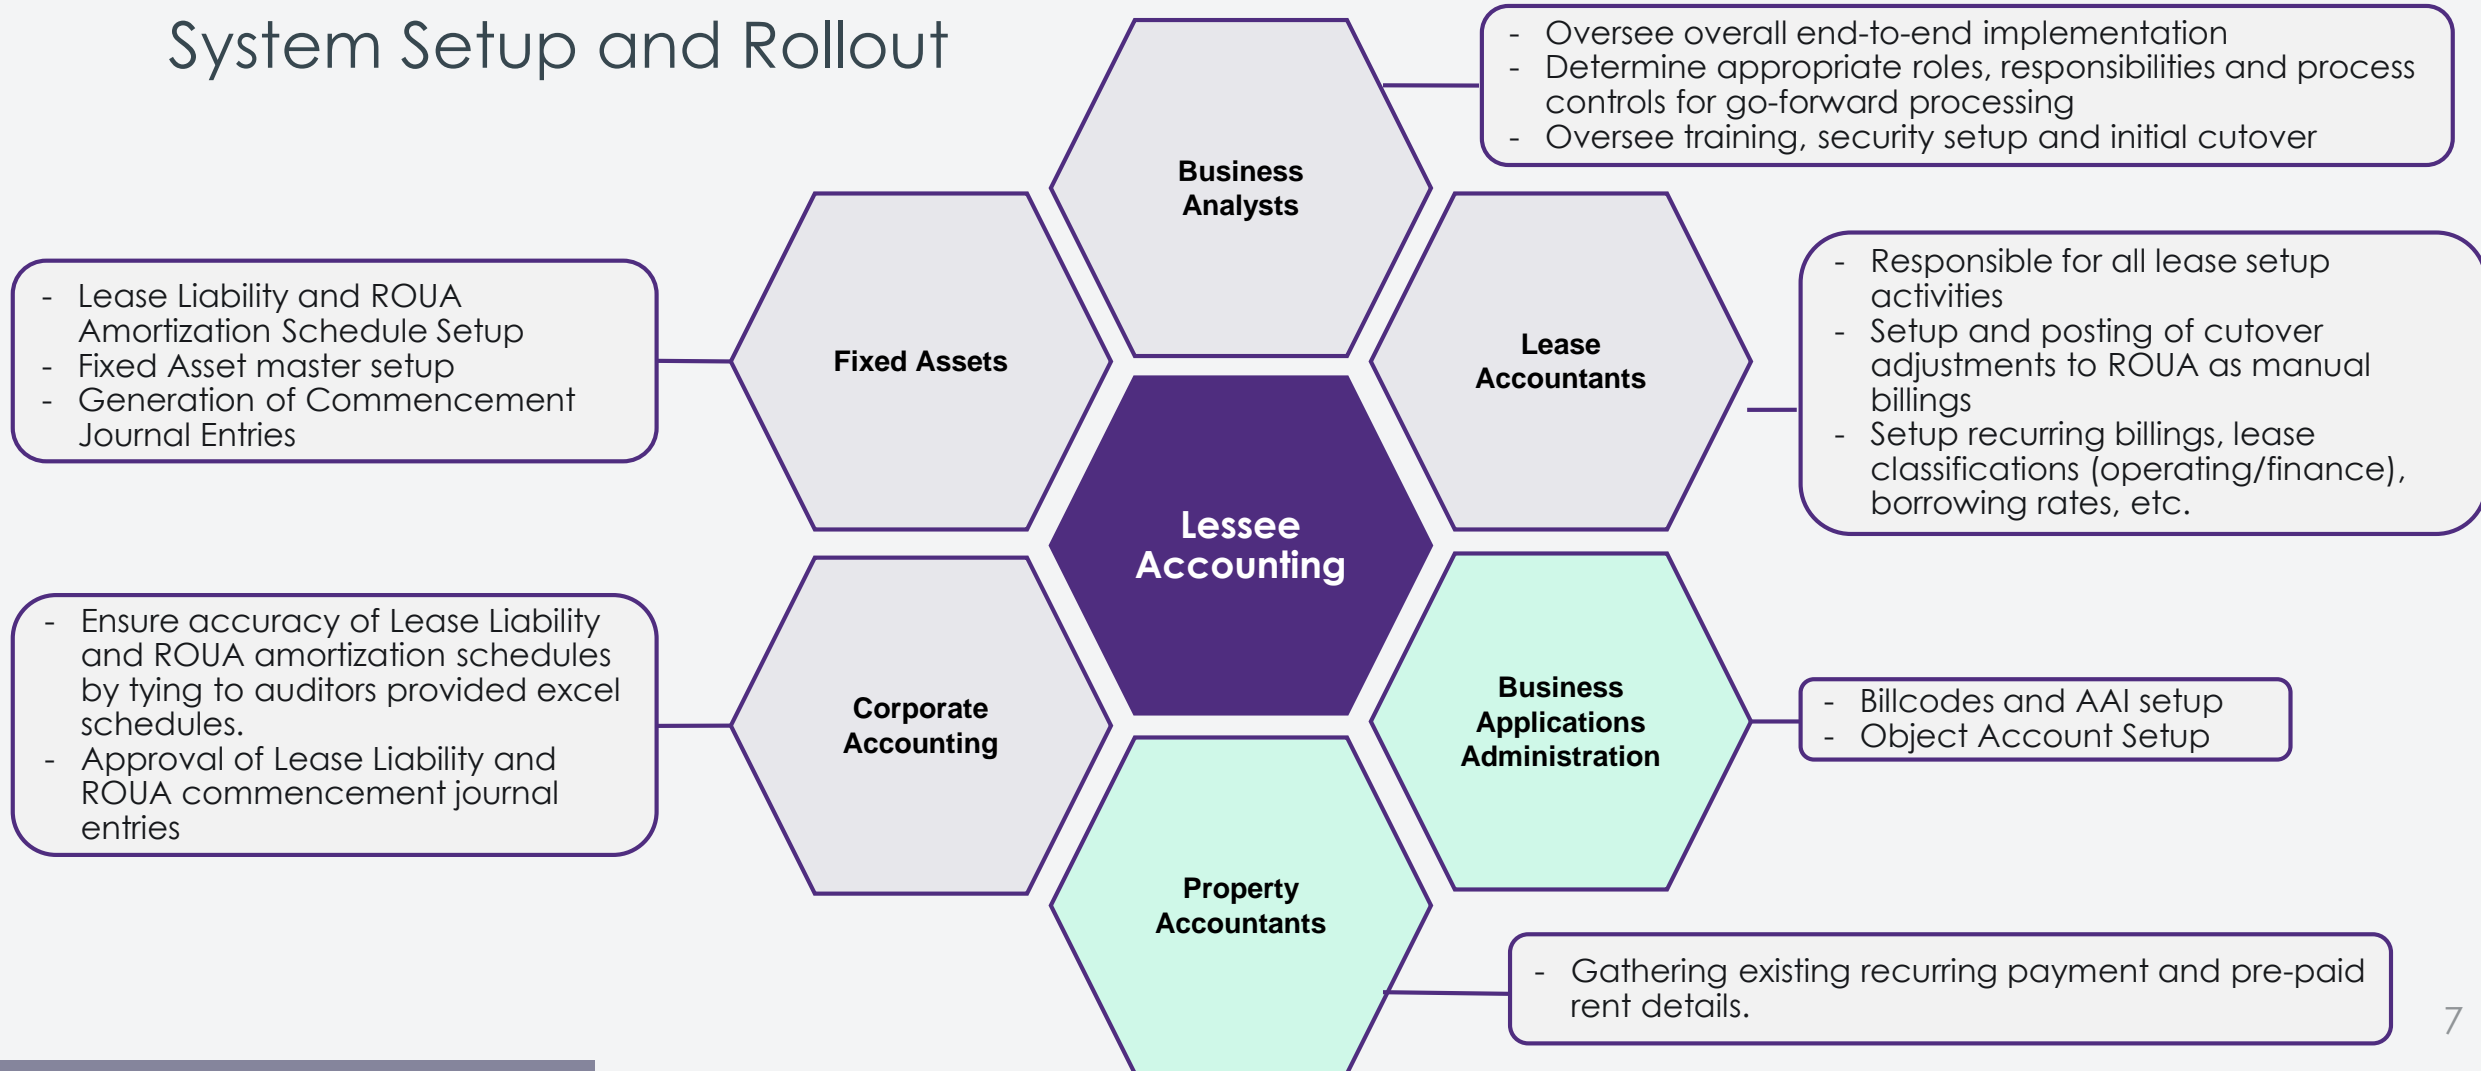 System Setup and Rollout
- Oversee overall end-to-end implementation
- Determine appropriate roles, responsibilities and process
controls for go-forward processing
- Oversee training, security setup and initial cutover
Business
Analysts
- Lease Liability and ROUA
Amortization Schedule Setup
- Fixed Asset master setup
- Generation of Commencement
Journal Entries
Fixed Assets
Lease
Accountants
- Responsible for all lease setup
activities
- Setup and posting of cutover
adjustments to ROUA as manual
billings
- Setup recurring billings, lease
classifications (operating/finance),
borrowing rates, etc.
Lessee
Accounting
- Ensure accuracy of Lease Liability
and ROUA amortization schedules
by tying to auditors provided excel
schedules.
- Approval of Lease Liability and
ROUA commencement journal
entries
Corporate
Accounting
Business
Applications
Administration
- Billcodes and AAI setup
- Object Account Setup
Property
Accountants
- Gathering existing recurring payment and pre-paid
rent details.
7